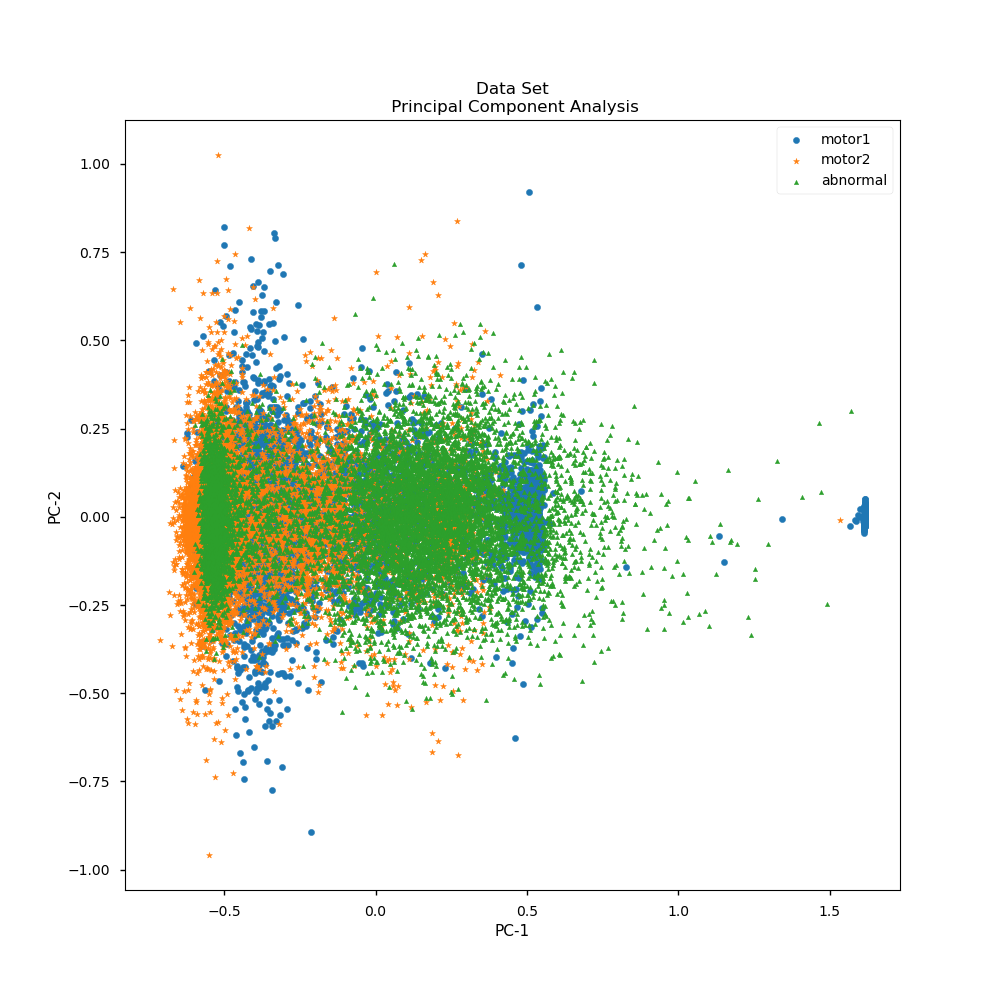 Data Set
Principal Component Analysis
motor1
motor2
abnormal
1.00
0.75
0.50
0.25
0.00
−0.25
−0.50
−0.75
−1.00
PC-2
−0.5
0.0
0.5
1.0
1.5
PC-1